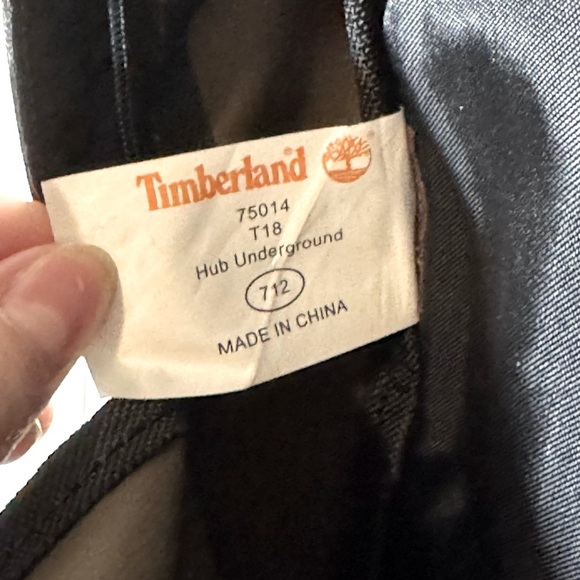 Timberland
75014
T18
Hub Underground
712
MADE IN CHINA